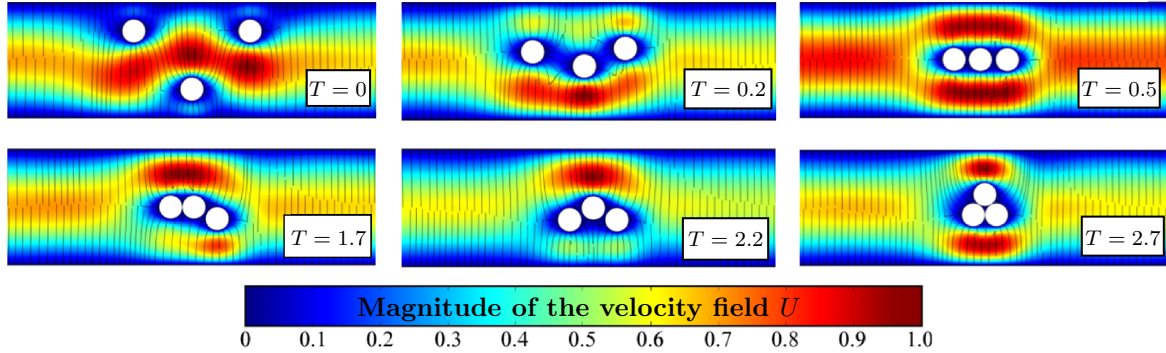 T = 0
T = 0.2
T = 0.5
T = 1.7
T = 2.2
T = 2.7
Magnitude of the velocity field U
0 0.1 0.2 0.3 0.4 0.5 0.6 0.7 0.8 0.9 1.0